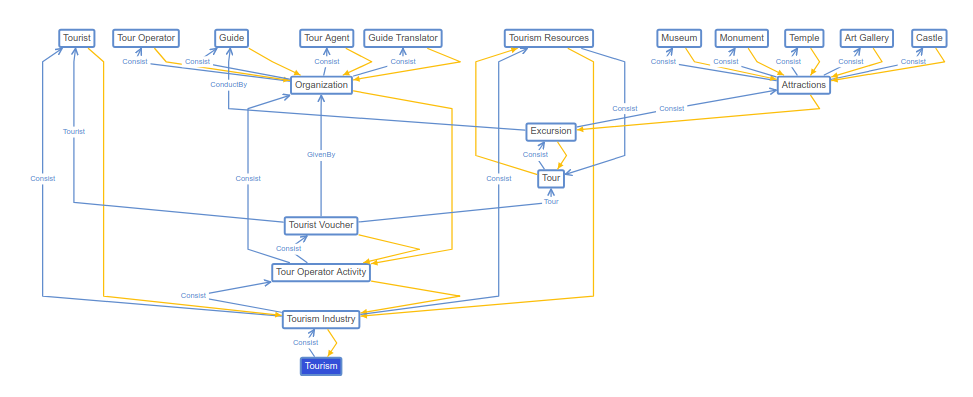 Tourist
Tour Operator
Guide
Tour Agent
Guide Translator
Tourism Resources
Museum
Monument
Temple
Art Gallery
Castle
Consist
Consist
Consist
Consist
Consist
Consist
Consist
Consist
Consist
Organization
ConductBy
Attractions
Consist
Consist
Tourist
Excursion
GivenBy
Consist
Consist
Consist
Consist
Tour
Tour
Tourist Voucher
Consist
Tour Operator Activity
Consist
Tourism Industry
Consist
Tourism